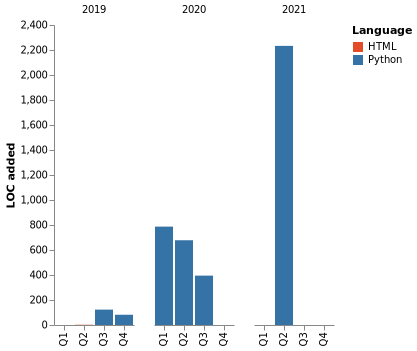 2019 2020 2021
Language
HTML
Python
LOC added
2,400
2,200
2,000
1,800
1,600
1,400
1,200
1,000
800
600
400
200
0
Q1 Q2 Q3 Q4 Q1 Q2 Q3 Q4 Q1 Q2 Q3 Q4